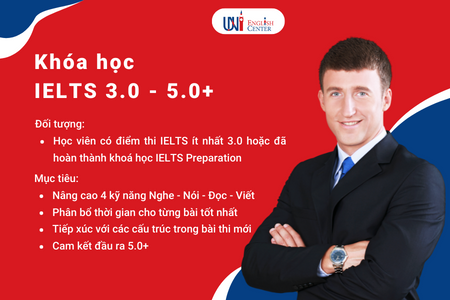 UNI ENGLISH
CENTER
Khóa học
IELTS 3.0 - 5.0+
Đối tượng:
• Học viên có điểm thi IELTS ít nhất 3.0 hoặc đã
hoàn thành khoá học IELTS Preparation
Mục tiêu:
• Nâng cao 4 kỹ năng Nghe - Nói - Đọc - Viết
• Phân bổ thời gian cho từng bài tốt nhất
• Tiếp xúc với các cấu trúc trong bài thi mới
• Cam kết đầu ra 5.0+